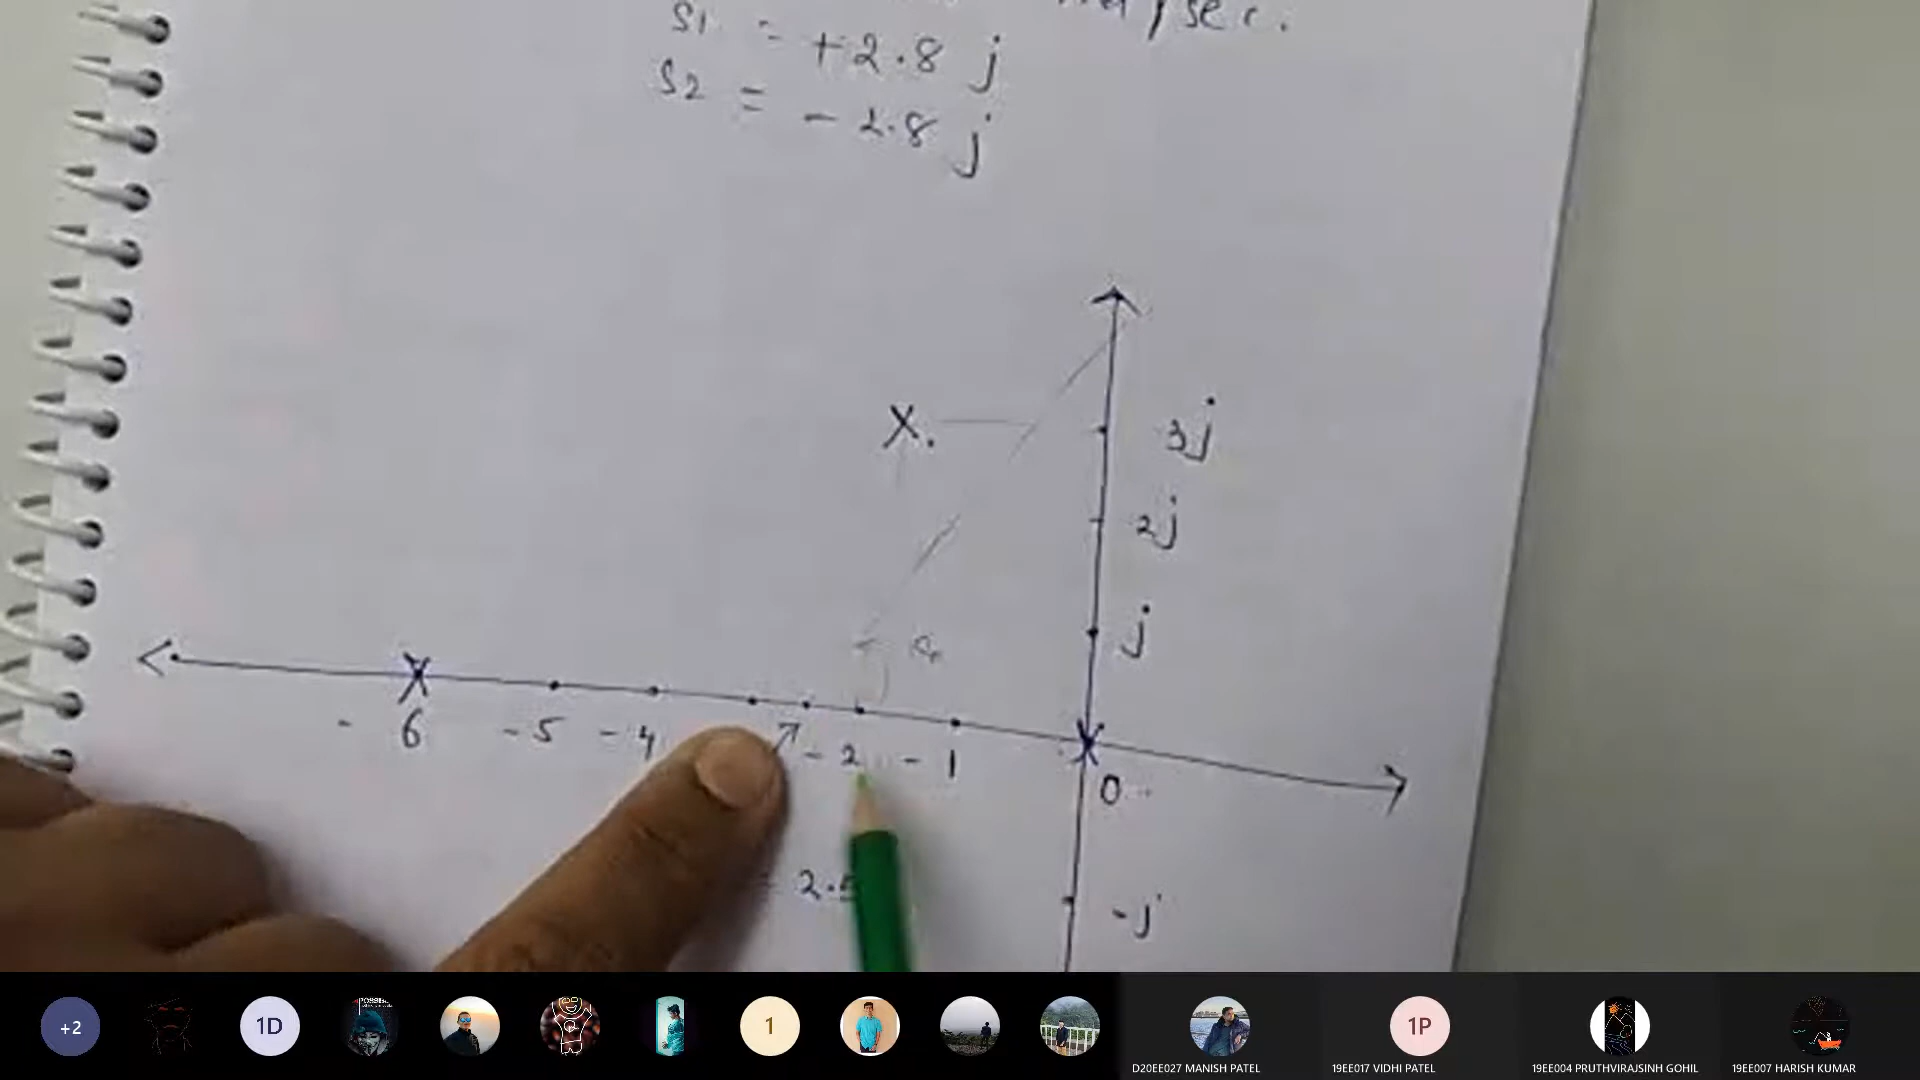 S1 = +2.8 j
S2 = - 2.8 j
X.
3j
2j
j
- 6 - 5 - 4 - 2 - 1 0
2.5
- j
+2
1D
1
1P
D20EE027 MANISH PATEL
19EE017 VIDHI PATEL
19EE004 PRUTHVIRAJSINH GOHIL
19EE007 HARISH KUMAR